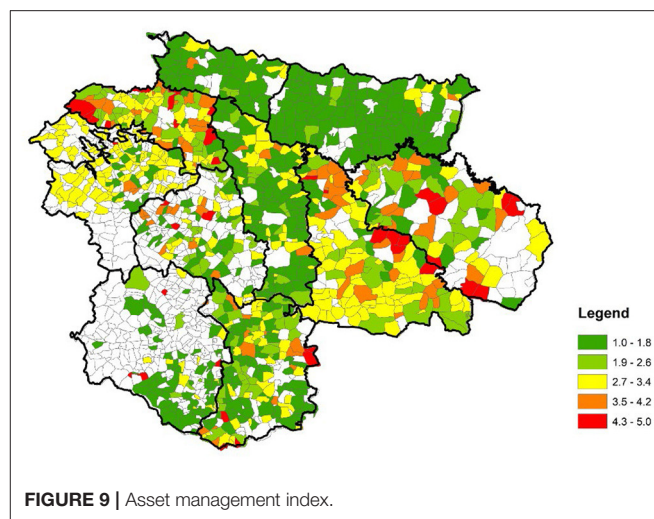 Legend
1.0 - 1.8
1.9 - 2.6
2.7 - 3.4
3.5 - 4.2
4.3 - 5.0
FIGURE 9 | Asset management index.